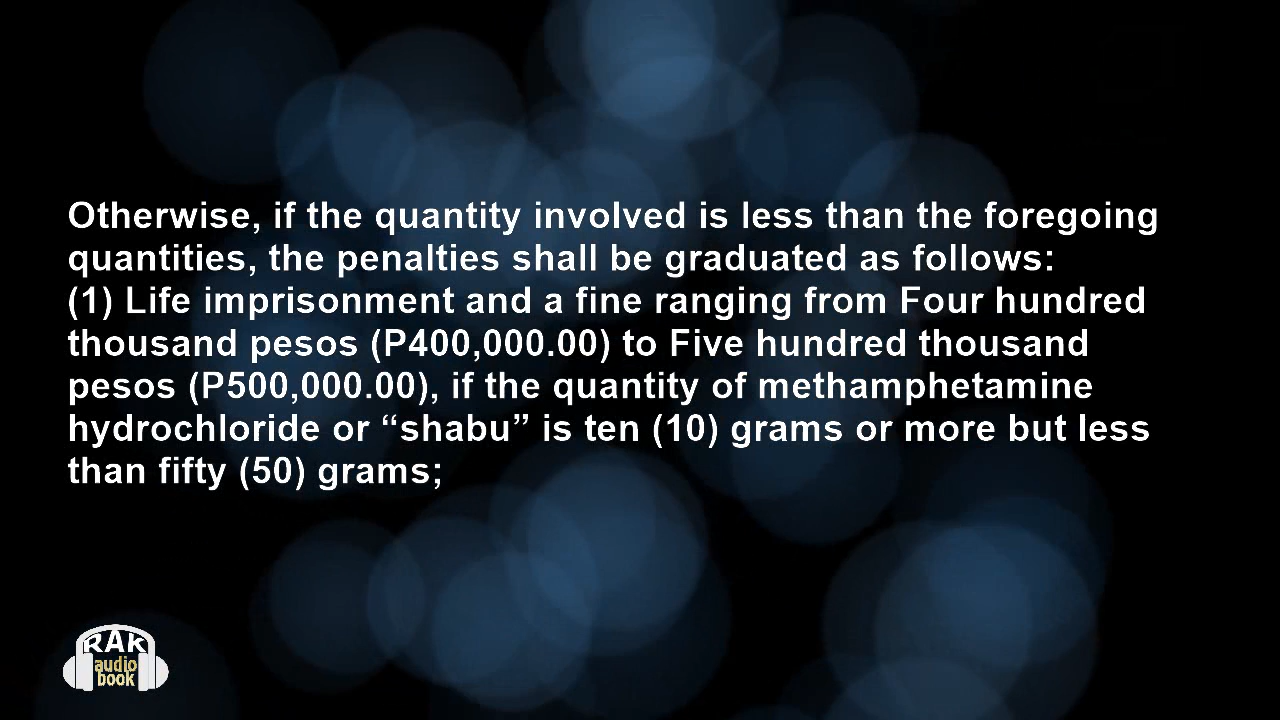 Otherwise, if the quantity involved is less than the foregoing
quantities, the penalties shall be graduated as follows:
(1) Life imprisonment and a fine ranging from Four hundred
thousand pesos (P400,000.00) to Five hundred thousand
pesos (P500,000.00), if the quantity of methamphetamine
hydrochloride or “shabu” is ten (10) grams or more but less
than fifty (50) grams;
RAK
audio
book